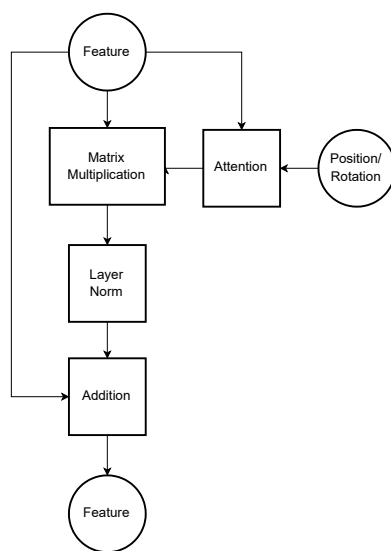 Feature
Matrix
Multiplication
Attention
Position/
Rotation
Layer
Norm
Addition
Feature